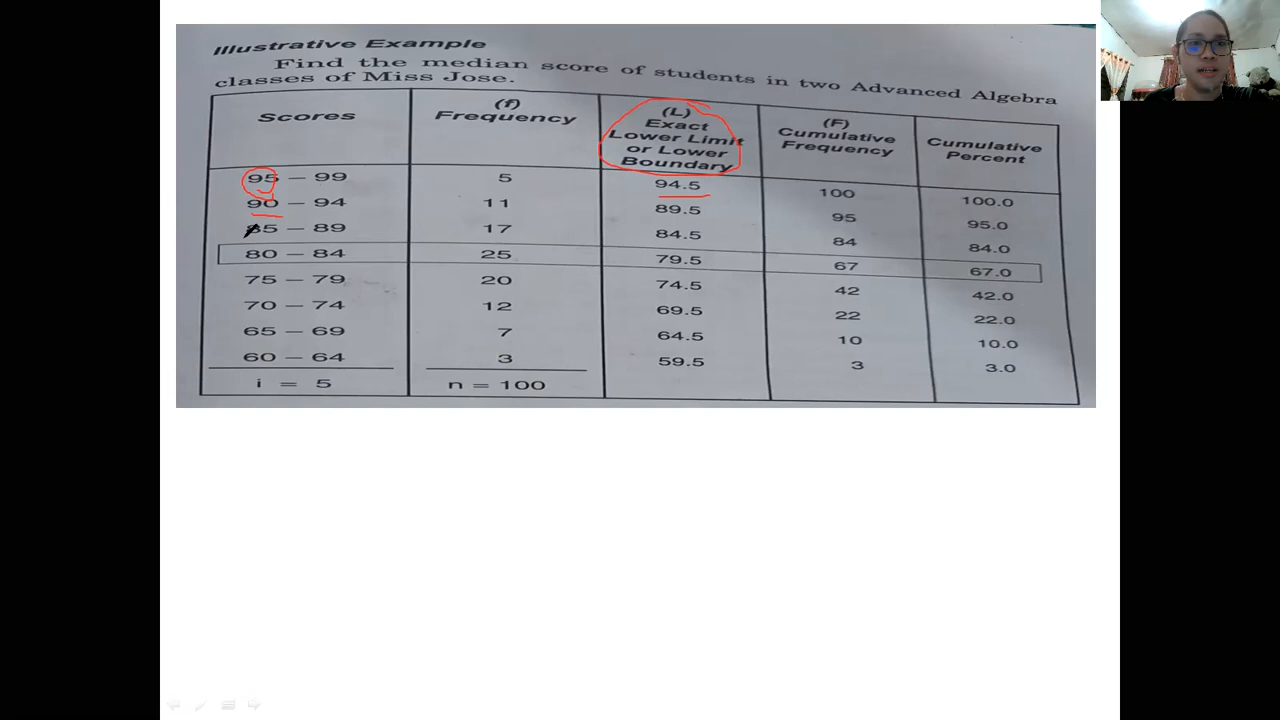 Illustrative Example
Find the median score of students in two Advanced Algebra
classes of Miss Jose.
Scores (f) Frequency (L) Exact Lower Limit or Lower Boundary (F) Cumulative Frequency Cumulative Percent
95 — 99 5 94.5 100 100.0
90 — 94 11 89.5 95 95.0
85 — 89 17 84.5 84 84.0
80 — 84 25 79.5 67 67.0
75 — 79 20 74.5 42 42.0
70 — 74 12 69.5 22 22.0
65 — 69 7 64.5 10 10.0
60 — 64 3 59.5 3 3.0
i = 5 n = 100